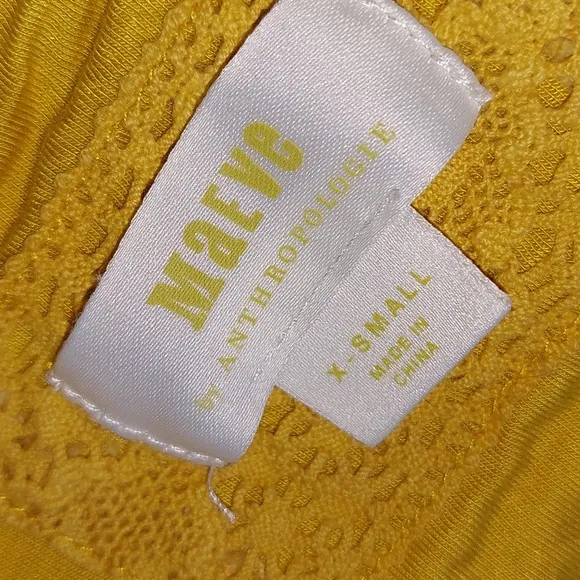 Maeve
by ANTHROPOLOGIE
X-SMALL
MADE IN
CHINA